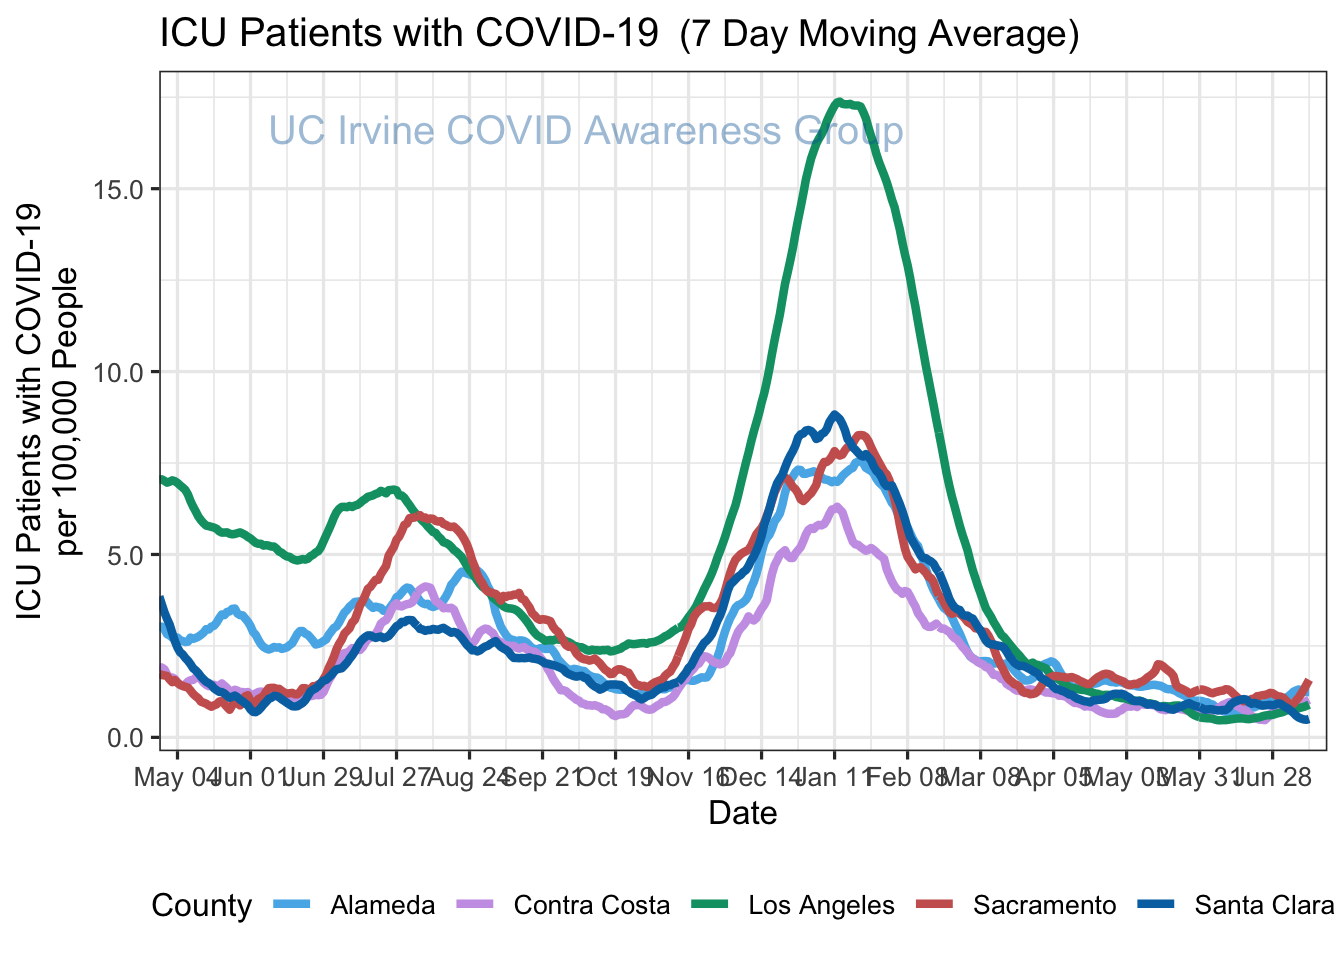 ICU Patients with COVID-19 (7 Day Moving Average)
UC Irvine COVID Awareness Group
ICU Patients with COVID-19
per 100,000 People
15.0
10.0
5.0
0.0
May 04 Jun 01 Jun 29 Jul 27 Aug 24 Sep 21 Oct 19 Nov 16 Dec 14 Jan 11 Feb 08 Mar 08 Apr 05 May 03 May 31 Jun 28
Date
County Alameda Contra Costa Los Angeles Sacramento Santa Clara